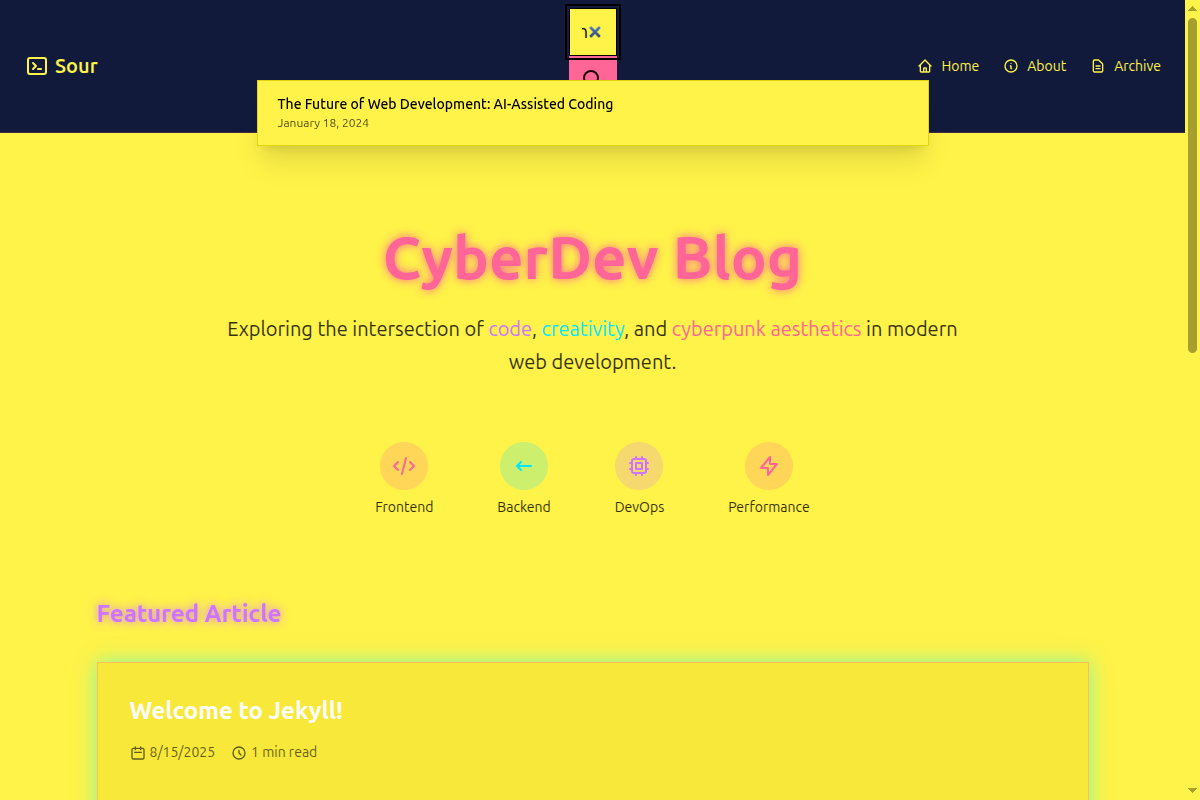 Sour
Home
About
Archive
The Future of Web Development: AI-Assisted Coding
January 18, 2024
CyberDev Blog
Exploring the intersection of code, creativity, and cyberpunk aesthetics in modern
web development.
Frontend
Backend
DevOps
Performance
Featured Article
Welcome to Jekyll!
8/15/2025
1 min read